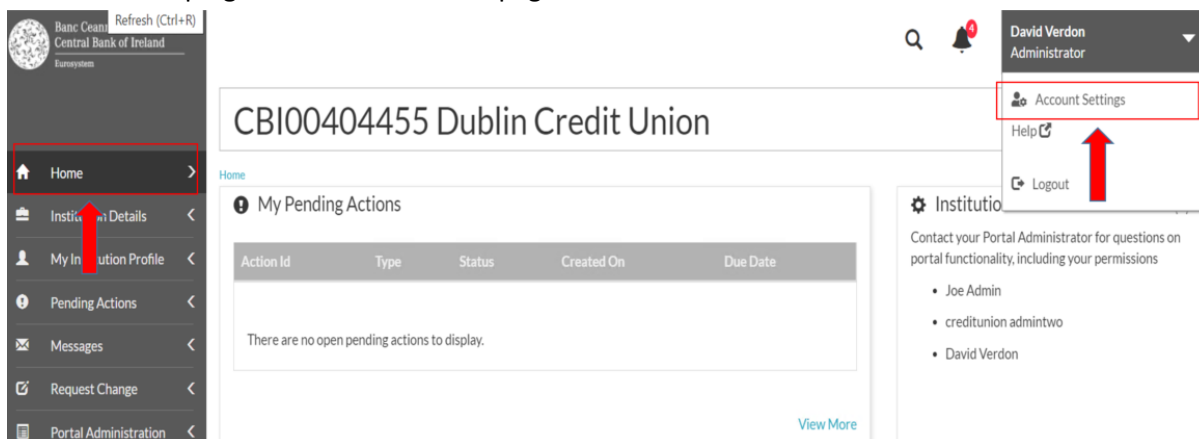 Refresh (Ctrl+R)
Banc Ceann
Central Bank of Ireland
Eurosystem
4
David Verdon
Administrator
Account Settings
Help
Logout
CBI00404455 Dublin Credit Union
Home
Institution Details
My Institution Profile
Pending Actions
Messages
Request Change
Portal Administration
Home
My Pending Actions
Action Id Type Status Created On Due Date
There are no open pending actions to display.
View More
Institutio
Contact your Portal Administrator for questions on
portal functionality, including your permissions
• Joe Admin
• creditunion admintwo
• David Verdon